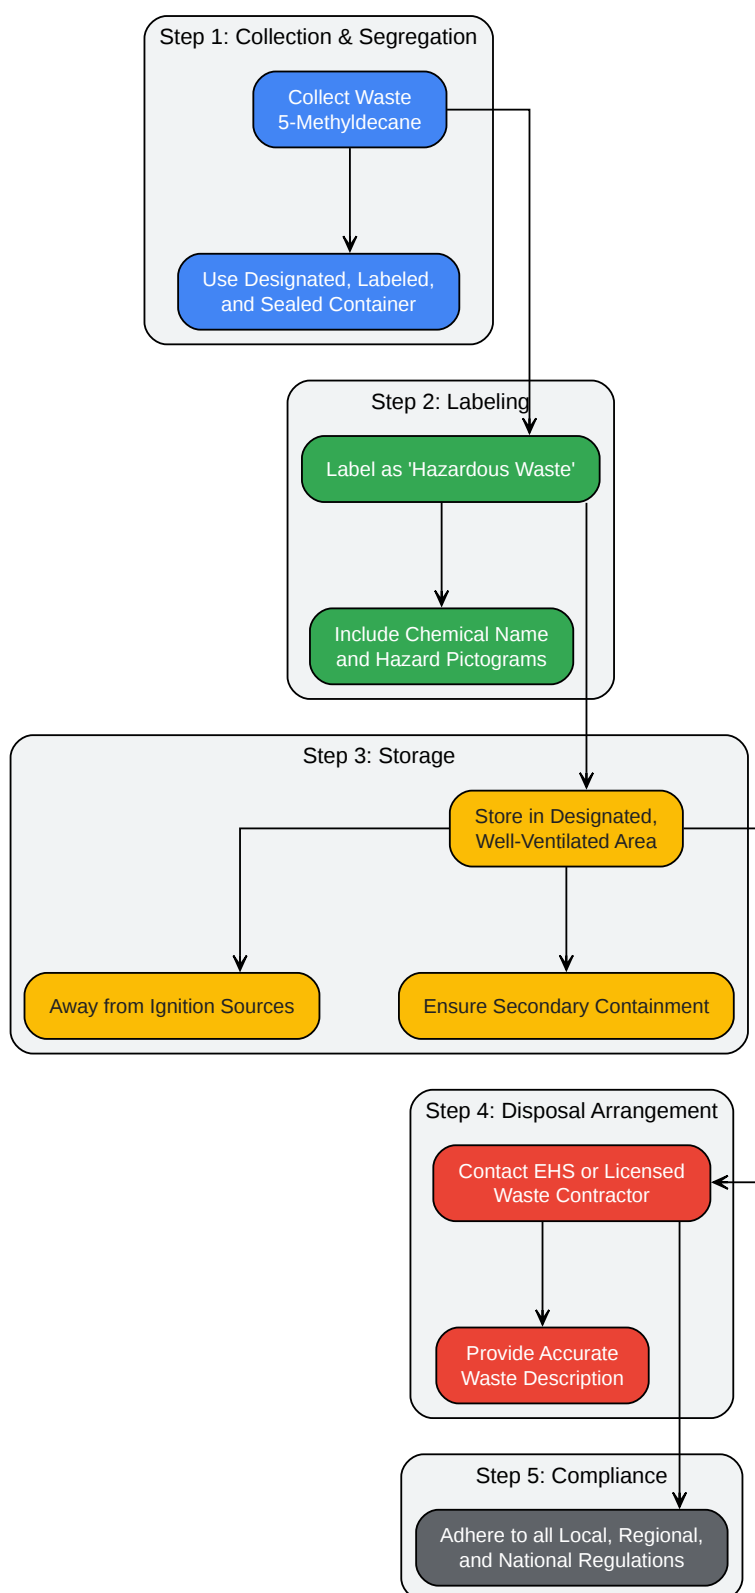 Step 1: Collection & Segregation
Collect Waste
5-Methyldecane
Use Designated, Labeled,
and Sealed Container
Step 2: Labeling
Label as 'Hazardous Waste'
Include Chemical Name
and Hazard Pictograms
Step 3: Storage
Store in Designated,
Well-Ventilated Area
Away from Ignition Sources
Ensure Secondary Containment
Step 4: Disposal Arrangement
Contact EHS or Licensed
Waste Contractor
Provide Accurate
Waste Description
Step 5: Compliance
Adhere to all Local, Regional,
and National Regulations